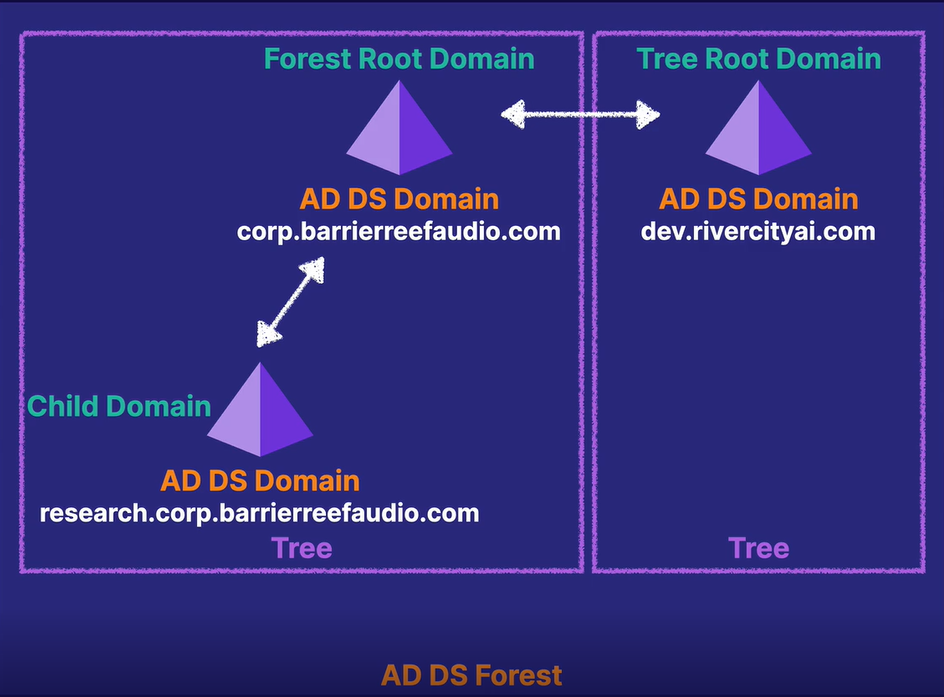 Forest Root Domain
Tree Root Domain
AD DS Domain
corp.barrierreefaudio.com
AD DS Domain
dev.rivercityai.com
Child Domain
AD DS Domain
research.corp.barrierreefaudio.com
Tree
Tree
AD DS Forest